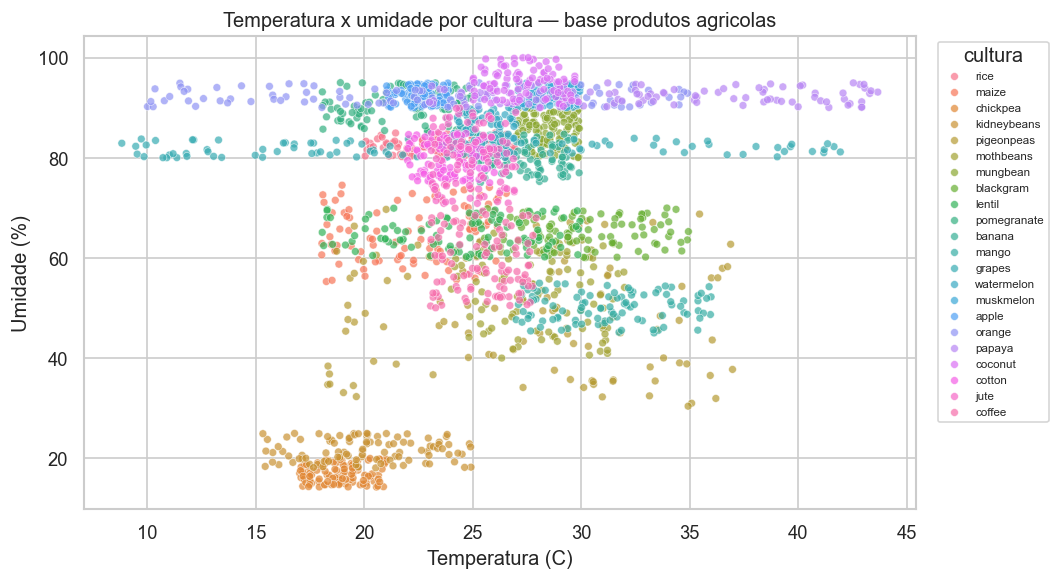 Temperatura x umidade por cultura — base produtos agricolas
Umidade (%)
100
80
60
40
20
10
15
20
25
30
35
40
45
Temperatura (C)
cultura
rice
maize
chickpea
kidneybeans
pigeonpeas
mothbeans
mungbean
blackgram
lentil
pomegranate
banana
mango
grapes
watermelon
muskmelon
apple
orange
papaya
coconut
cotton
jute
coffee